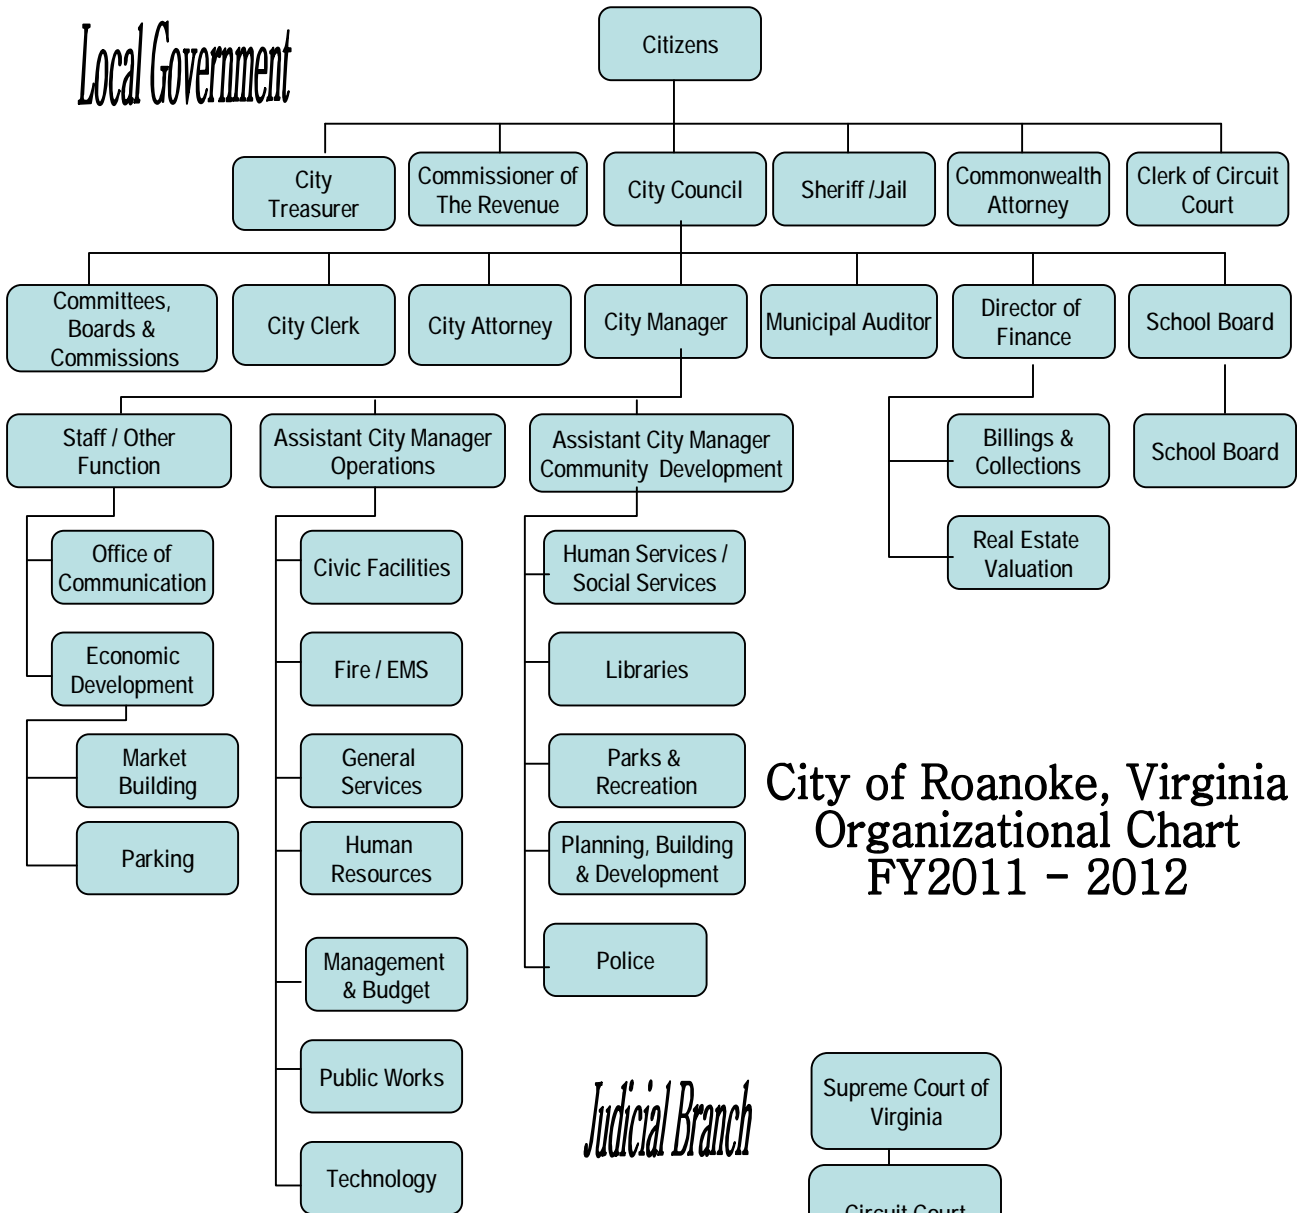 Local Government
Citizens
City
Treasurer
Commissioner of
The Revenue
City Council
Sheriff /Jail
Commonwealth
Attorney
Clerk of Circuit
Court
Committees,
Boards &
Commissions
City Clerk
City Attorney
City Manager
Municipal Auditor
Director of
Finance
School Board
Staff / Other
Function
Assistant City Manager
Operations
Assistant City Manager
Community Development
Billings &
Collections
School Board
Office of
Communication
Civic Facilities
Human Services /
Social Services
Real Estate
Valuation
Economic
Development
Fire / EMS
Libraries
Market
Building
General
Services
Parks &
Recreation
City of Roanoke, Virginia
Organizational Chart
FY2011 - 2012
Parking
Human
Resources
Planning, Building
& Development
Management
& Budget
Police
Public Works
Judicial Branch
Supreme Court of
Virginia
Technology
Circuit Court